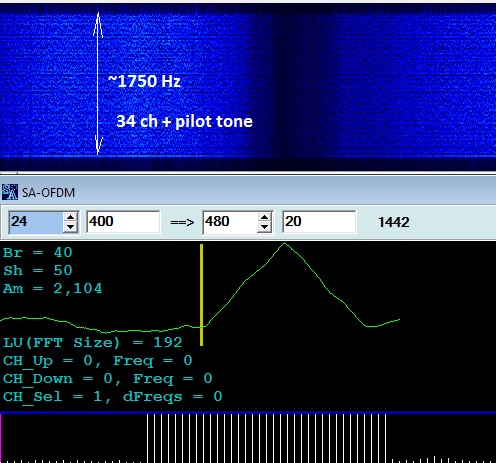 ~1750 Hz
34 ch + pilot tone
SA-OFDM
24 400 ==> 480 20 1442
Br = 40
Sh = 50
Am = 2,104
LU(FFT Size) = 192
CH_Up = 0, Freq = 0
CH_Down = 0, Freq = 0
CH_Sel = 1, dFreqs = 0